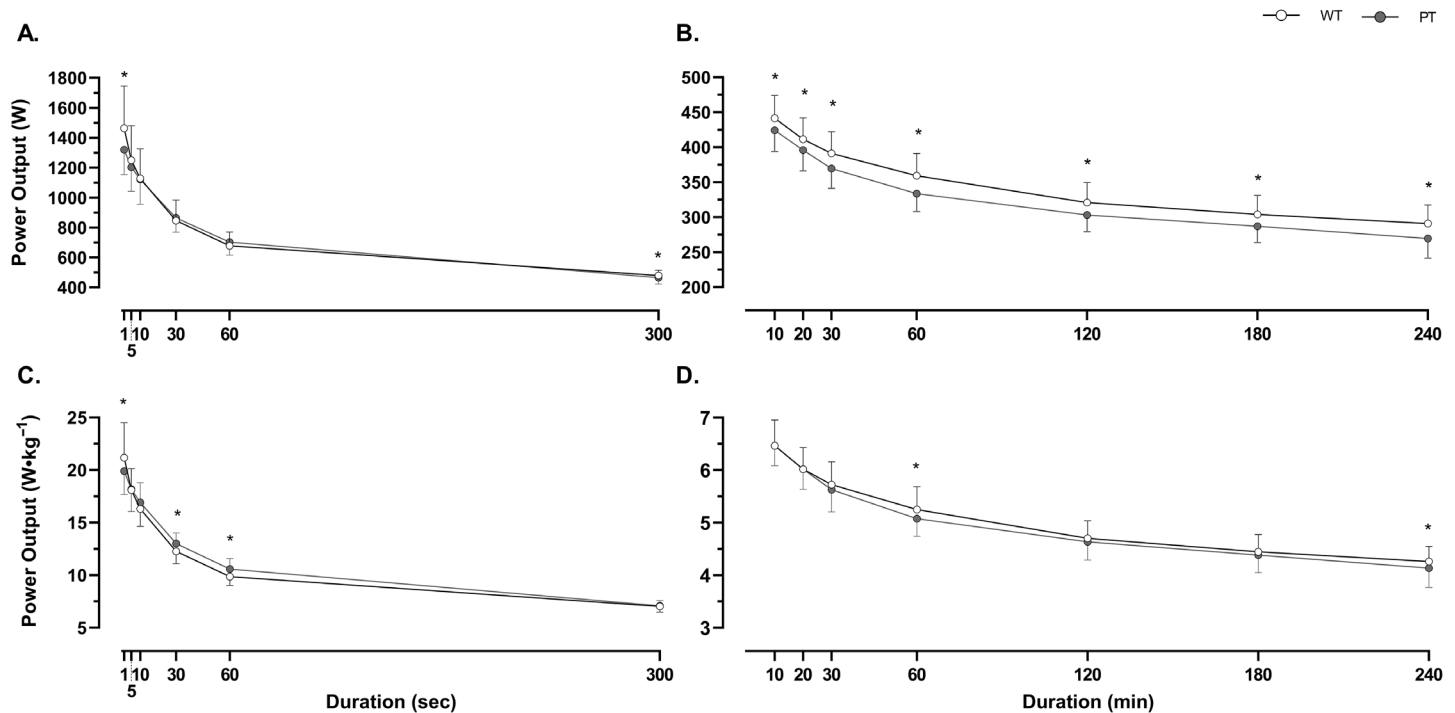 WT PT
A.
Power Output (W)
1800
1600
1400
1200
1000
800
600
400
*
*
1 10 30 60 300
5
B.
500
450
400
350
300
250
200
* * * * * * *
10 20 30 60 120 180 240
C.
Power Output (W•kg⁻¹)
25
20
15
10
5
* * *
1 10 30 60 300
5
Duration (sec)
D.
7
6
5
4
3
* *
10 20 30 60 120 180 240
Duration (min)